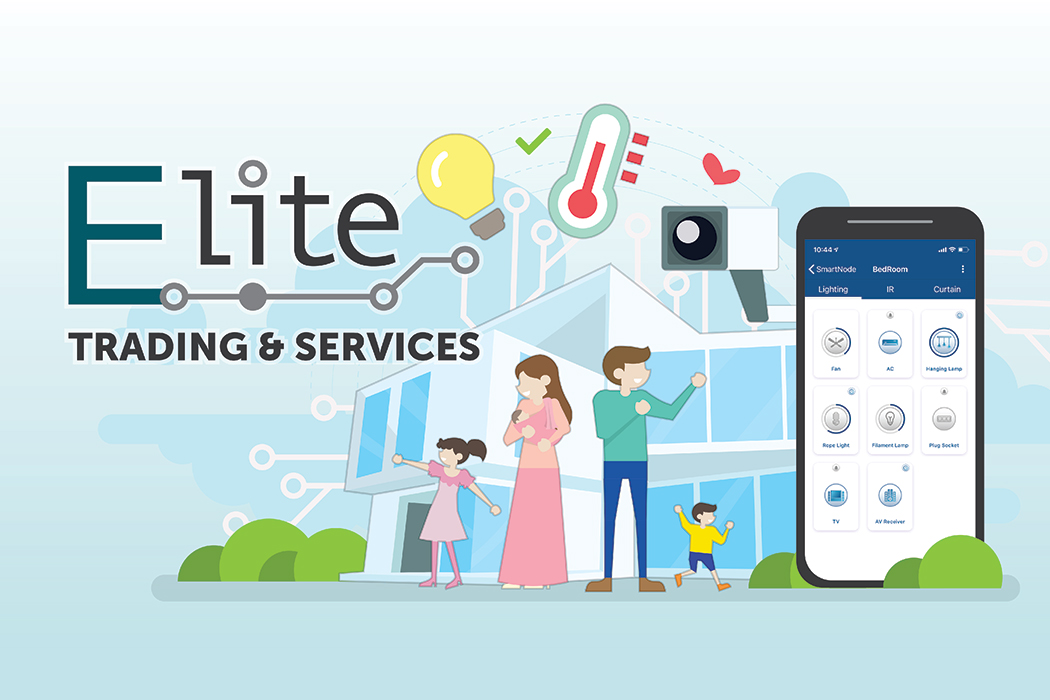 Elite
TRADING & SERVICES
10:44
SmartNode BedRoom
Lighting IR Curtain
Fan AC Hanging Lamp
Rope Light Filament Lamp Plug Socket
TV AV Receiver